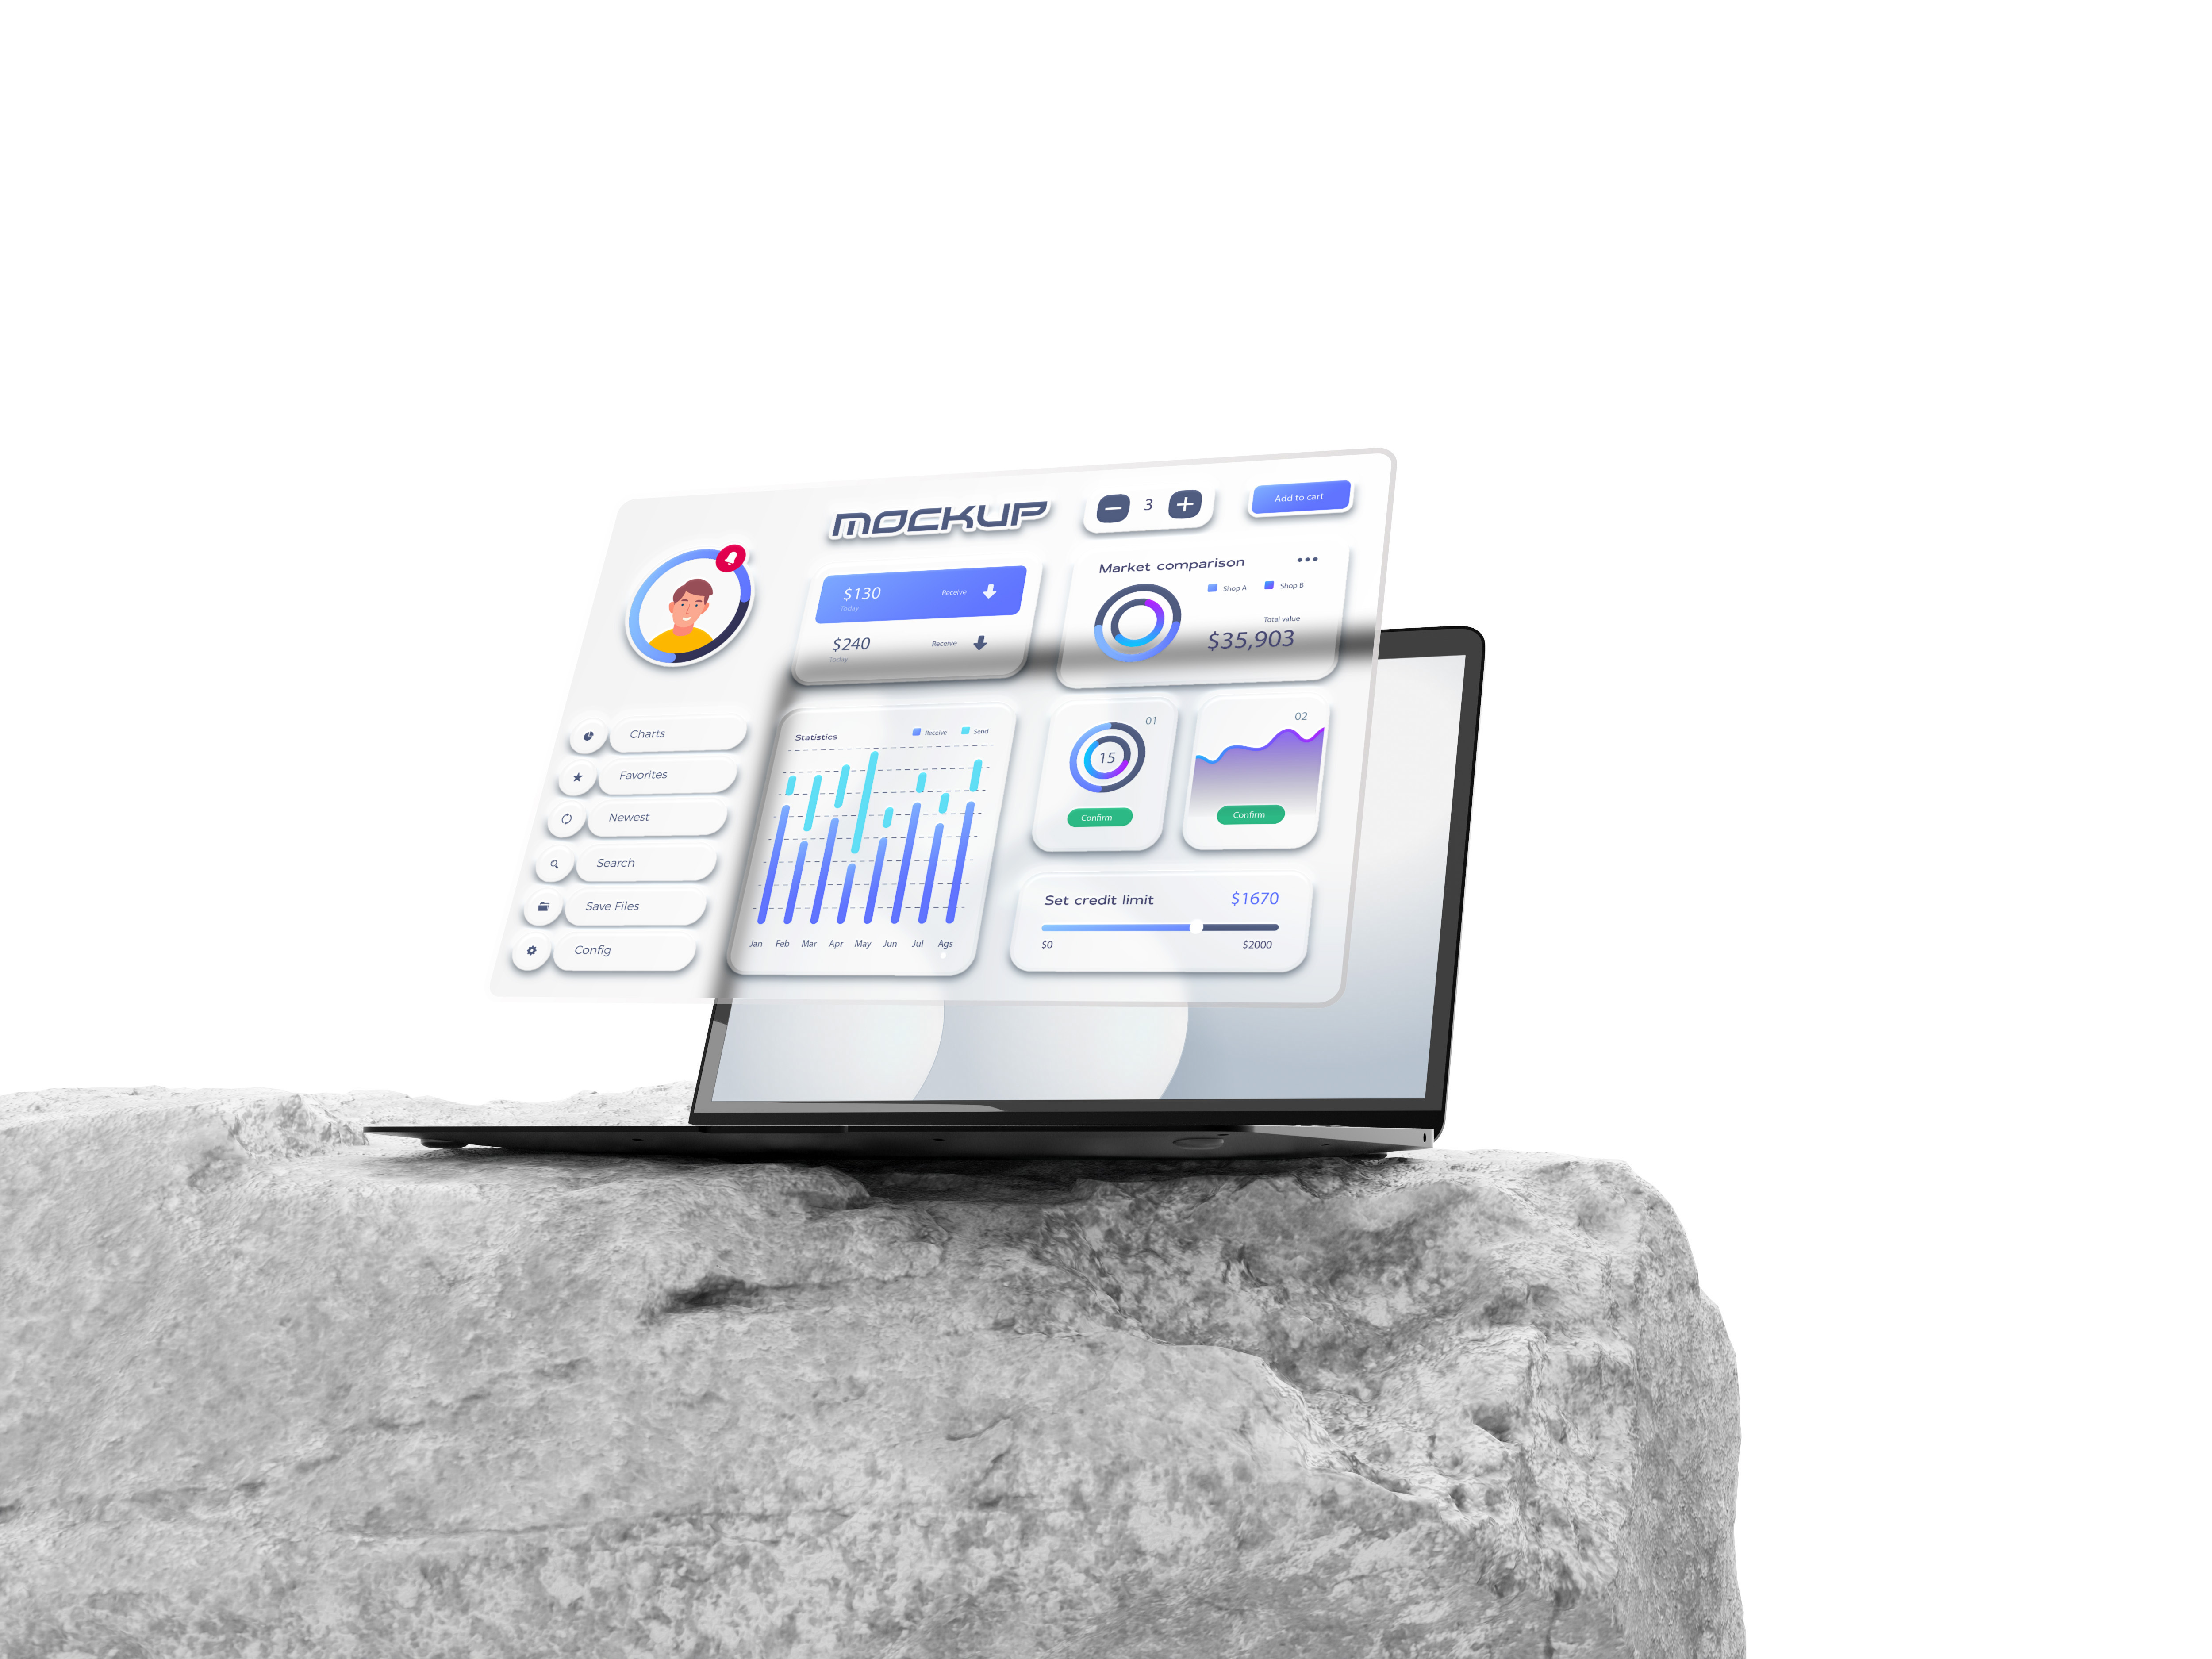 MOCKUP
3
Add to cart
$130
Today
Receive
$240
Today
Receive
Market comparison
Shop A
Shop B
Total value
$35,903
Charts
Favorites
Newest
Search
Save Files
Config
Statistics
Receive
Send
Jan Feb Mar Apr May Jun Jul Ags
01
15
Confirm
02
Confirm
Set credit limit
$1670
$0
$2000